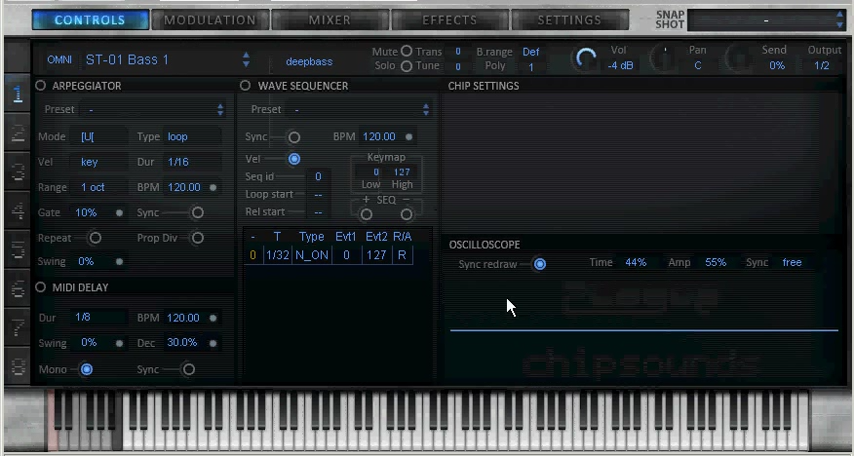 CONTROLS MODULATION MIXER EFFECTS SETTINGS SNAP SHOT -
OMNI ST-01 Bass 1 deepbass Mute Trans 0 B.range Def Vol -4 dB Pan C Send 0% Output 1/2
Solo Tune 0 Poly 1
1
2
3
4
5
6
7
8
ARPEGGIATOR
Preset -
Mode [U[ Type loop
Vel key Dur 1/16
Range 1 oct BPM 120.00
Gate 10% Sync
Repeat Prop Div
Swing 0%
MIDI DELAY
Dur 1/8 BPM 120.00
Swing 0% Dec 30.0%
Mono Sync
WAVE SEQUENCER
Preset -
Sync BPM 120.00
Vel Keymap
Seq id 0 0 127
Loop start -- Low High
Rel start -- + SEQ -
- T Type Evt1 Evt2 R/A
0 1/32 N_ON 0 127 R
CHIP SETTINGS
OSCILLOSCOPE
Sync redraw Time 44% Amp 55% Sync free
Plogue
chipsounds